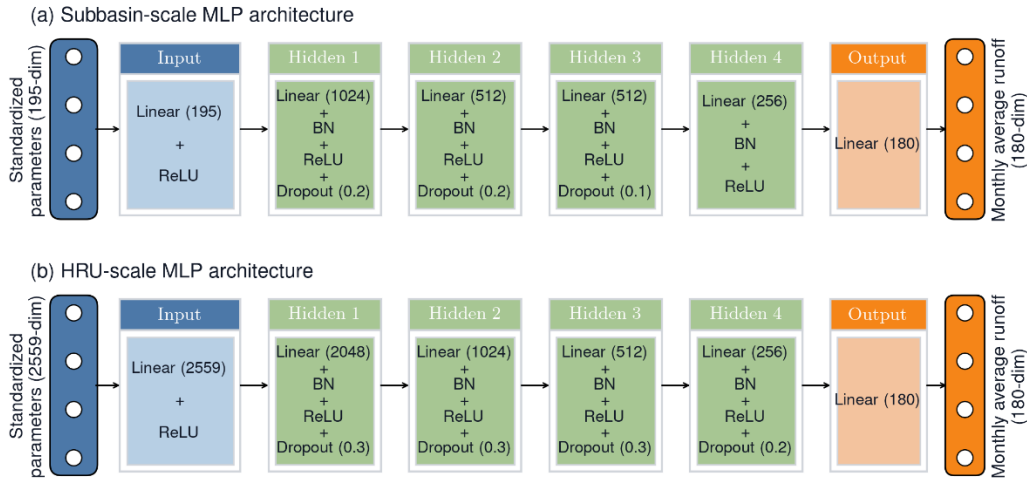 (a) Subbasin-scale MLP architecture
Standardized
parameters (195-dim)
Input
Linear (195)
+
ReLU
Hidden 1
Linear (1024)
+
BN
+
ReLU
+
Dropout (0.2)
Hidden 2
Linear (512)
+
BN
+
ReLU
+
Dropout (0.2)
Hidden 3
Linear (512)
+
BN
+
ReLU
+
Dropout (0.1)
Hidden 4
Linear (256)
+
BN
+
ReLU
Output
Linear (180)
Monthly average runoff
(180-dim)
(b) HRU-scale MLP architecture
Standardized
parameters (2559-dim)
Input
Linear (2559)
+
ReLU
Hidden 1
Linear (2048)
+
BN
+
ReLU
+
Dropout (0.3)
Hidden 2
Linear (1024)
+
BN
+
ReLU
+
Dropout (0.3)
Hidden 3
Linear (512)
+
BN
+
ReLU
+
Dropout (0.3)
Hidden 4
Linear (256)
+
BN
+
ReLU
+
Dropout (0.2)
Output
Linear (180)
Monthly average runoff
(180-dim)